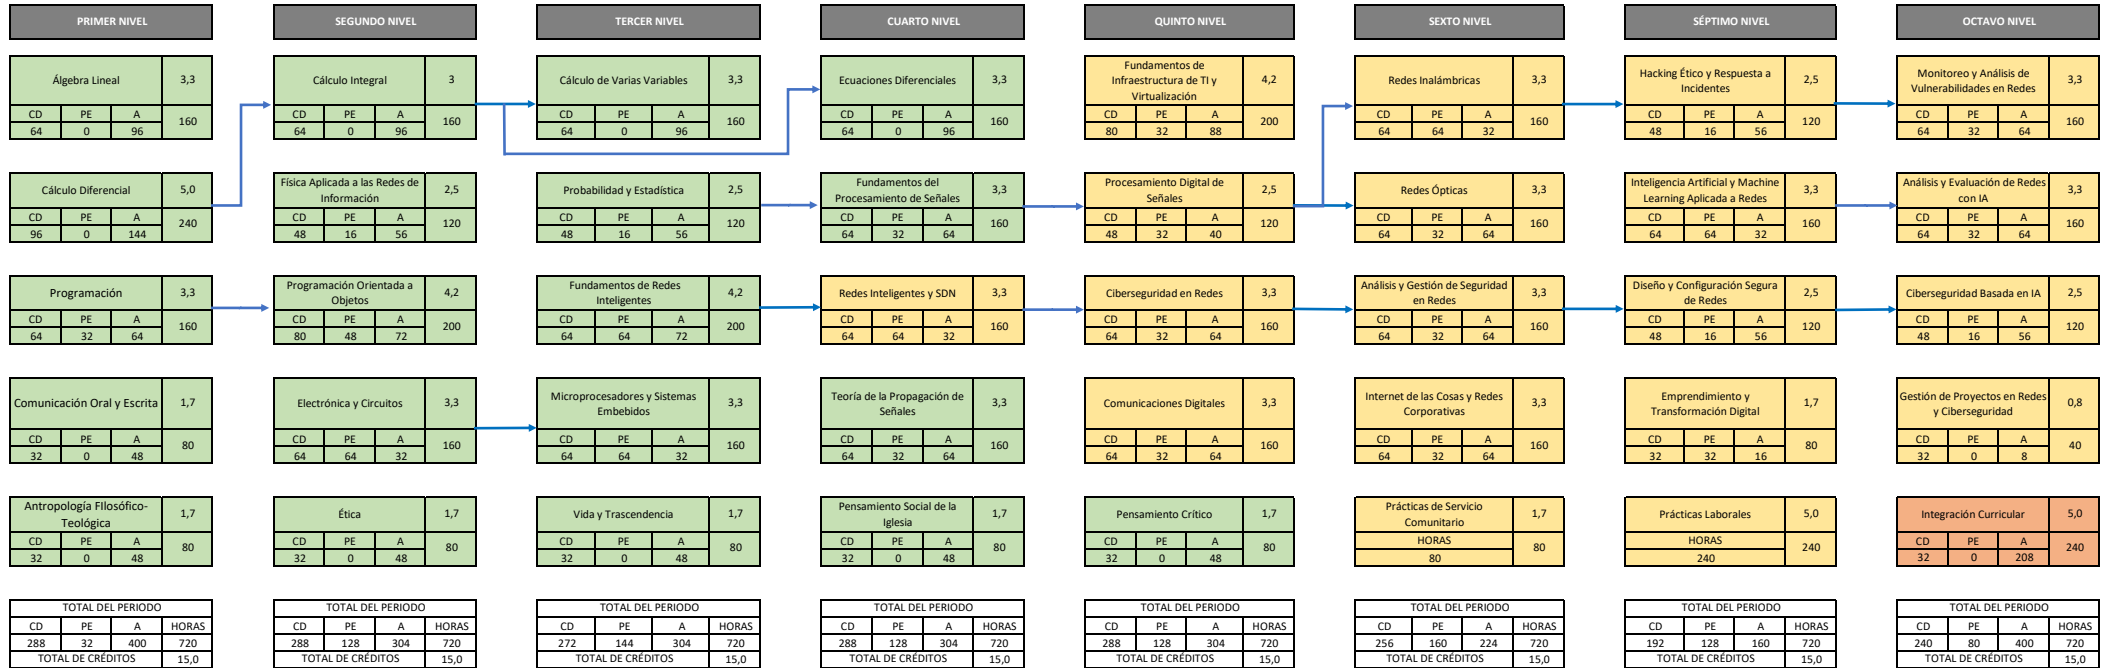 PRIMER NIVEL
SEGUNDO NIVEL
TERCER NIVEL
CUARTO NIVEL
QUINTO NIVEL
SEXTO NIVEL
SÉPTIMO NIVEL
OCTAVO NIVEL
Álgebra Lineal 3,3
CD PE A 160
64 0 96
Cálculo Integral 3
CD PE A 160
64 0 96
Cálculo de Varias Variables 3,3
CD PE A 160
64 0 96
Ecuaciones Diferenciales 3,3
CD PE A 160
64 0 96
Fundamentos de
Infraestructura de TI y 4,2
Virtualización
CD PE A 200
80 32 88
Redes Inalámbricas 3,3
CD PE A 160
64 64 32
Hacking Ético y Respuesta a 2,5
Incidentes
CD PE A 120
48 16 56
Monitoreo y Análisis de 3,3
Vulnerabilidades en Redes
CD PE A 160
64 32 64
Cálculo Diferencial 5,0
CD PE A 240
96 0 144
Física Aplicada a las Redes de 2,5
Información
CD PE A 120
48 16 56
Probabilidad y Estadística 2,5
CD PE A 120
48 16 56
Fundamentos del 3,3
Procesamiento de Señales
CD PE A 160
64 32 64
Procesamiento Digital de 2,5
Señales
CD PE A 120
48 32 40
Redes Ópticas 3,3
CD PE A 160
64 32 64
Inteligencia Artificial y Machine 3,3
Learning Aplicada a Redes
CD PE A 160
64 64 32
Análisis y Evaluación de Redes 3,3
con IA
CD PE A 160
64 32 64
Programación 3,3
CD PE A 160
64 32 64
Programación Orientada a 4,2
Objetos
CD PE A 200
80 48 72
Fundamentos de Redes 4,2
Inteligentes
CD PE A 200
64 64 72
Redes Inteligentes y SDN 3,3
CD PE A 160
64 64 32
Ciberseguridad en Redes 3,3
CD PE A 160
64 32 64
Análisis y Gestión de Seguridad 3,3
en Redes
CD PE A 160
64 32 64
Diseño y Configuración Segura 2,5
de Redes
CD PE A 120
48 16 56
Ciberseguridad Basada en IA 2,5
CD PE A 120
48 16 56
Comunicación Oral y Escrita 1,7
CD PE A 80
32 0 48
Electrónica y Circuitos 3,3
CD PE A 160
64 64 32
Microprocesadores y Sistemas 3,3
Embebidos
CD PE A 160
64 64 32
Teoría de la Propagación de 3,3
Señales
CD PE A 160
64 32 64
Comunicaciones Digitales 3,3
CD PE A 160
64 32 64
Internet de las Cosas y Redes 3,3
Corporativas
CD PE A 160
64 32 64
Emprendimiento y 1,7
Transformación Digital
CD PE A 80
32 32 16
Gestión de Proyectos en Redes 0,8
y Ciberseguridad
CD PE A 40
32 0 8
Antropología FIlosófico- 1,7
Teológica
CD PE A 80
32 0 48
Ética 1,7
CD PE A 80
32 0 48
Vida y Trascendencia 1,7
CD PE A 80
32 0 48
Pensamiento Social de la 1,7
Iglesia
CD PE A 80
32 0 48
Pensamiento Crítico 1,7
CD PE A 80
32 0 48
Prácticas de Servicio 1,7
Comunitario
HORAS 80
80
Prácticas Laborales 5,0
HORAS 240
240
Integración Curricular 5,0
CD PE A 240
32 0 208
TOTAL DEL PERIODO
CD PE A HORAS
288 32 400 720
TOTAL DE CRÉDITOS 15,0
TOTAL DEL PERIODO
CD PE A HORAS
288 128 304 720
TOTAL DE CRÉDITOS 15,0
TOTAL DEL PERIODO
CD PE A HORAS
272 144 304 720
TOTAL DE CRÉDITOS 15,0
TOTAL DEL PERIODO
CD PE A HORAS
288 128 304 720
TOTAL DE CRÉDITOS 15,0
TOTAL DEL PERIODO
CD PE A HORAS
288 128 304 720
TOTAL DE CRÉDITOS 15,0
TOTAL DEL PERIODO
CD PE A HORAS
256 160 224 720
TOTAL DE CRÉDITOS 15,0
TOTAL DEL PERIODO
CD PE A HORAS
192 128 160 720
TOTAL DE CRÉDITOS 15,0
TOTAL DEL PERIODO
CD PE A HORAS
240 80 400 720
TOTAL DE CRÉDITOS 15,0